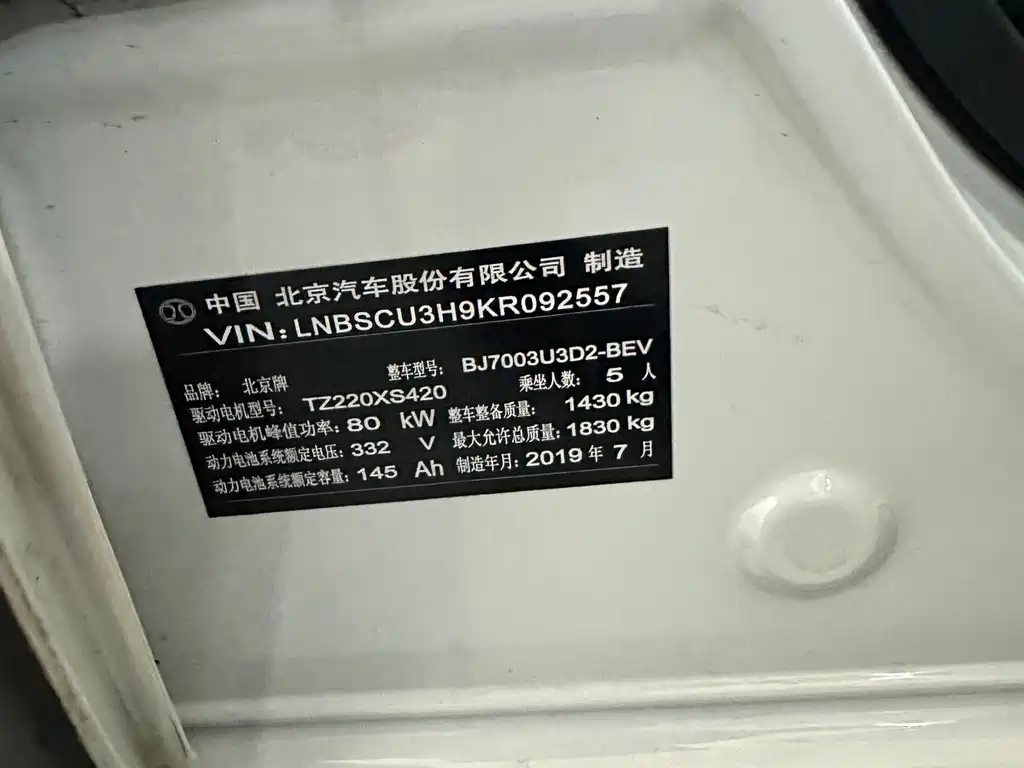 中国 北京汽车股份有限公司 制造
VIN: LNBSCU3H9KR092557
品牌: 北京牌 整车型号: BJ7003U3D2-BEV
驱动电机型号: TZ220XS420 乘坐人数: 5 人
驱动电机峰值功率: 80 kW 整车整备质量: 1430 kg
动力电池系统额定电压: 332 V 最大允许总质量: 1830 kg
动力电池系统额定容量: 145 Ah 制造年月: 2019 年 7 月